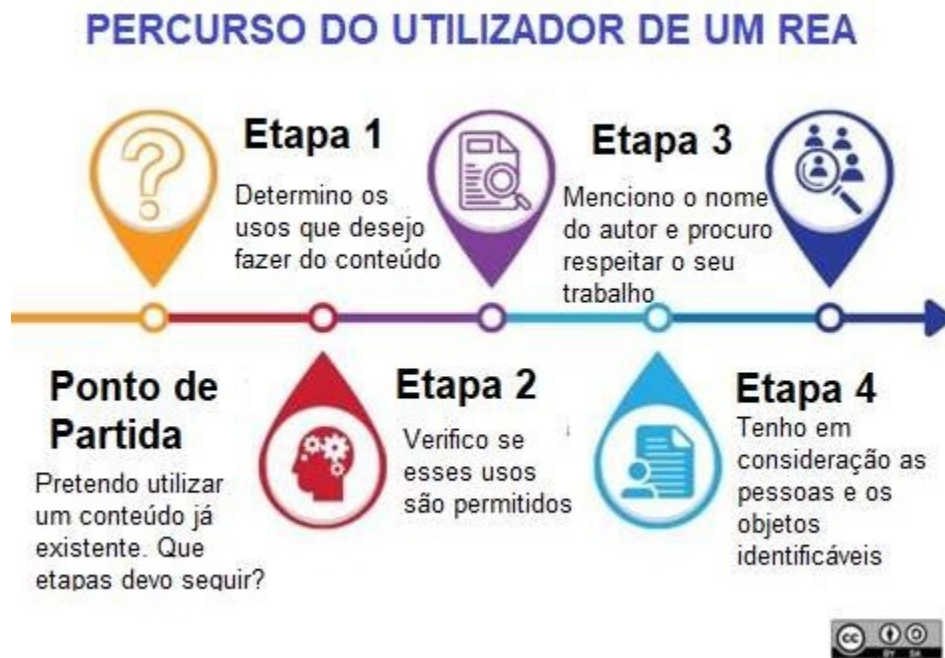 PERCURSO DO UTILIZADOR DE UM REA
Ponto de
Partida
Pretendo utilizar
um conteúdo já
existente. Que
etapas devo seguir?
Etapa 1
Determino os
usos que desejo
fazer do conteúdo
Etapa 2
Verifico se
esses usos
são permitidos
Etapa 3
Menciono o nome
do autor e procuro
respeitar o seu
trabalho
Etapa 4
Tenho em
consideração as
pessoas e os
objetos
identificáveis
cc
BY SA